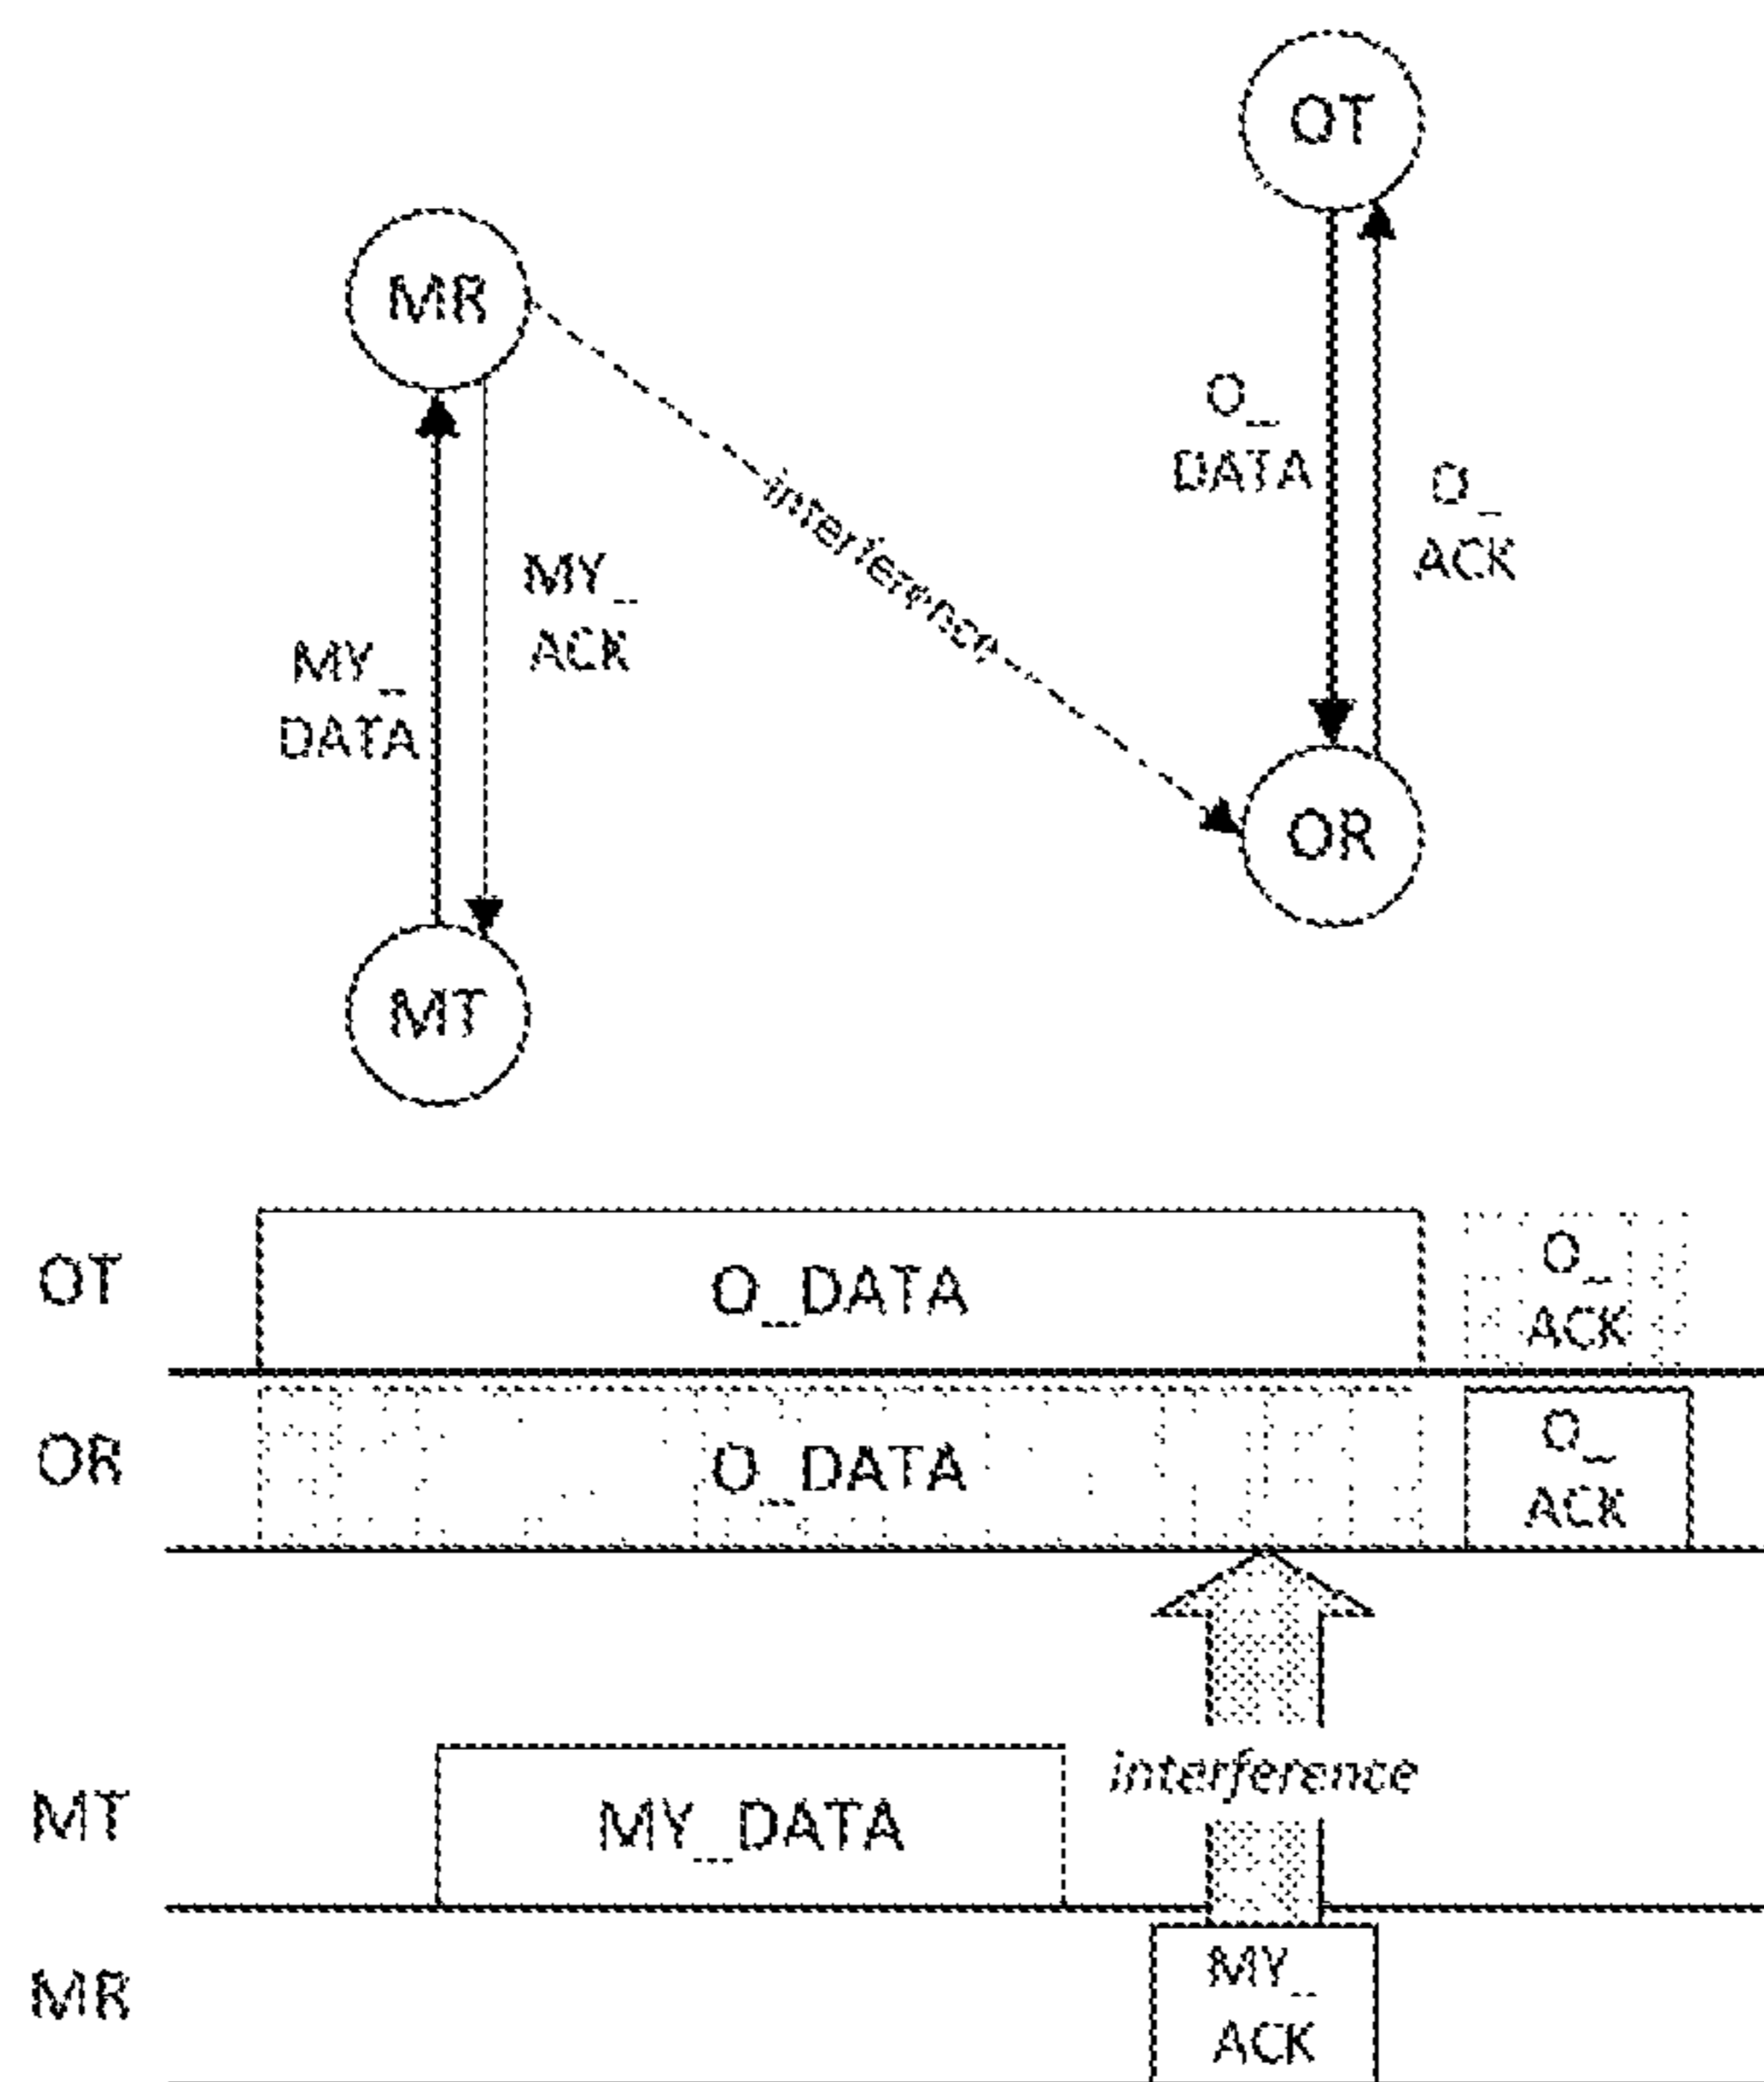 OT
MR
O_
DATA
O_
ACK
interference
MY_
ACK
MY_
DATA
OR
MT
OT
O_DATA
O_
ACK
OR
O_DATA
O_
ACK
interference
MT
MY_DATA
MR
MY_
ACK